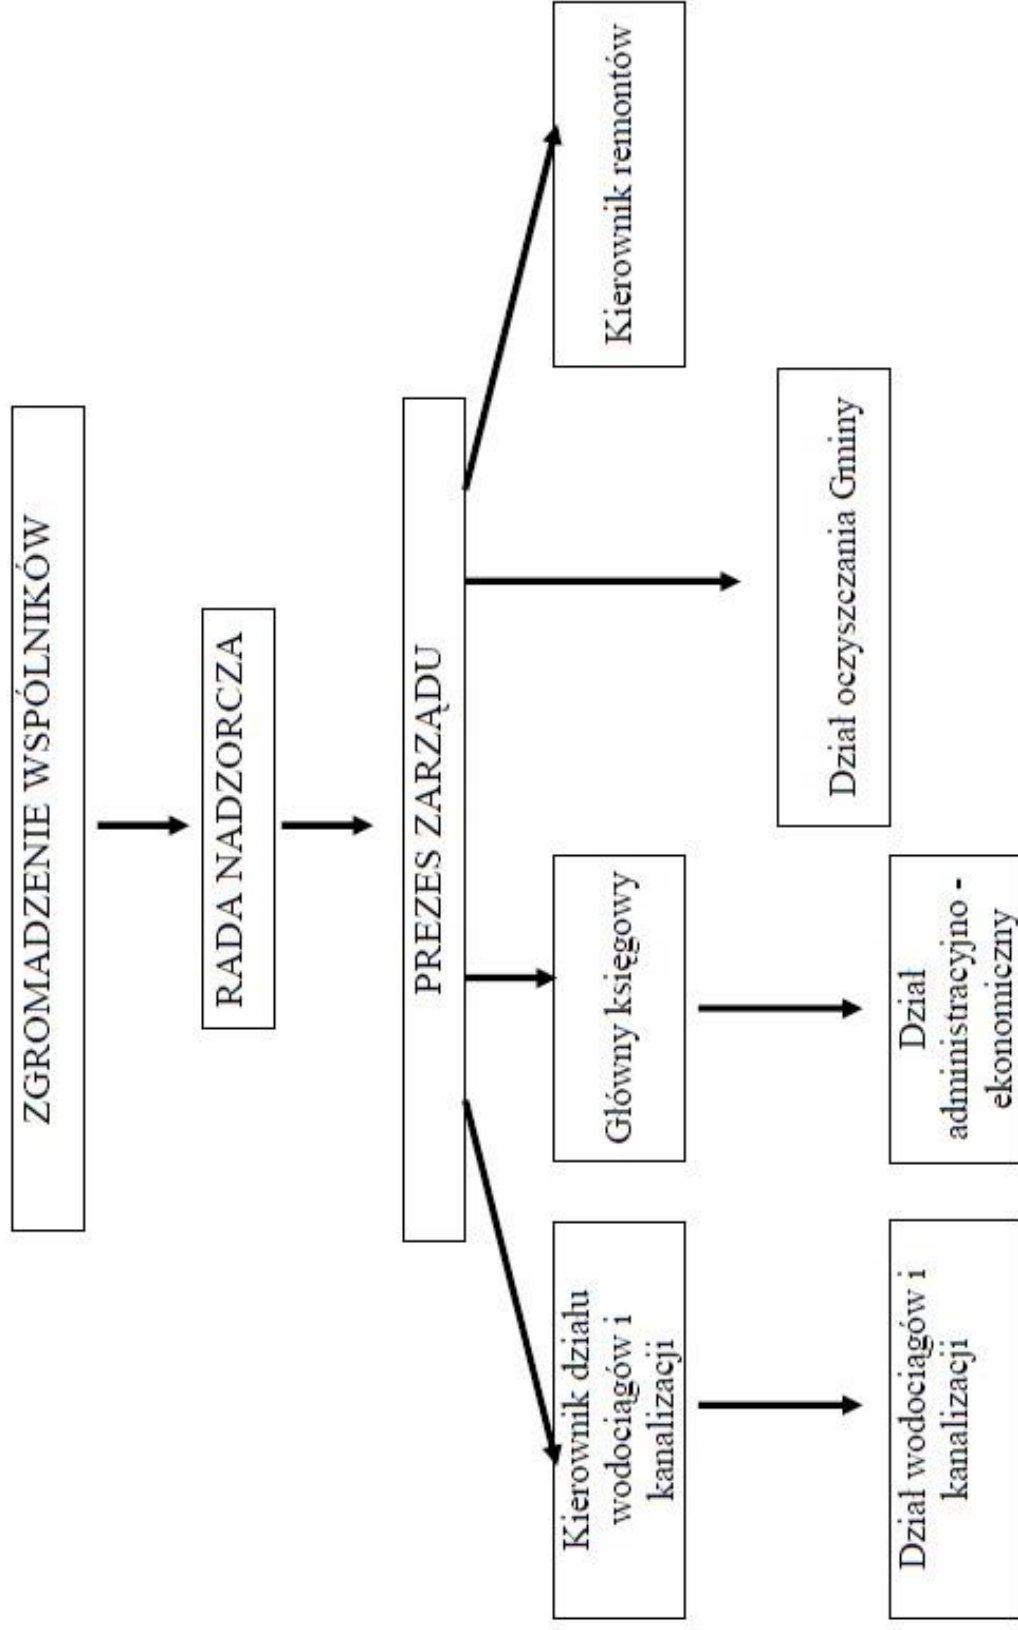 ZGROMADZENIE WSPÓLNIKÓW
RADA NADZORCZA
PREZES ZARZĄDU
Kierownik działu
wodociągów i
kanalizacji
Główny księgowy
Kierownik remontów
Dział oczyszczania Gminy
Dział wodociągów i
kanalizacji
Dział
administracyjno -
ekonomiczny